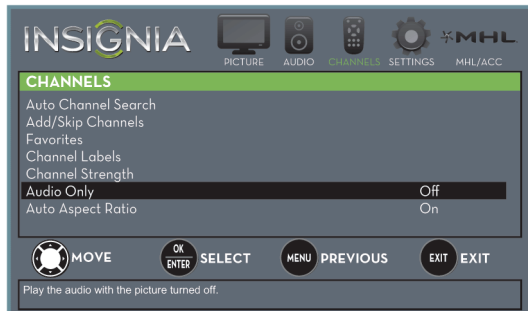 INSIGNIA
PICTURE AUDIO CHANNELS SETTINGS MHL MHL/ACC
CHANNELS
Auto Channel Search
Add/Skip Channels
Favorites
Channel Labels
Channel Strength
Audio Only Off
Auto Aspect Ratio On
MOVE OK ENTER SELECT MENU PREVIOUS EXIT EXIT
Play the audio with the picture turned off.